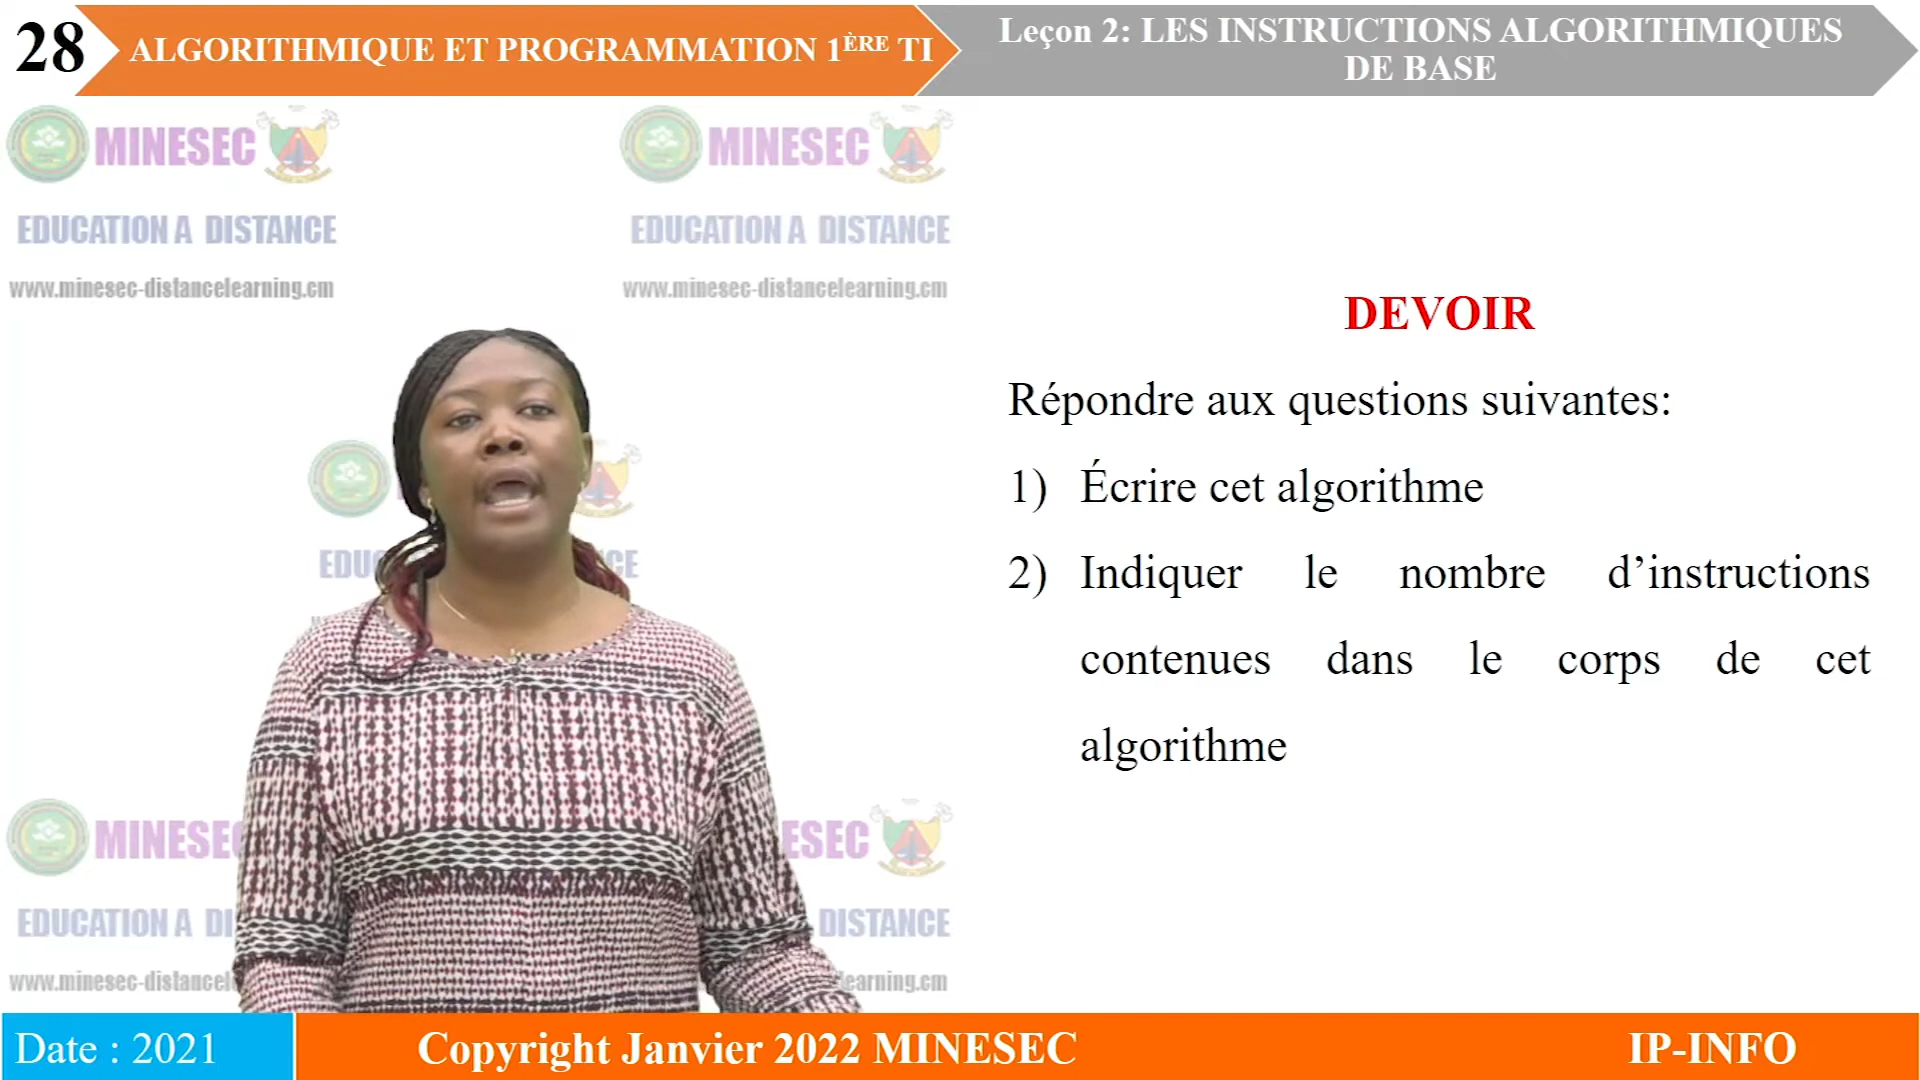 28
ALGORITHMIQUE ET PROGRAMMATION 1ÈRE TI
Leçon 2: LES INSTRUCTIONS ALGORITHMIQUES
DE BASE
MINESEC
EDUCATION A DISTANCE
www.minesec-distancelearning.cm
MINESEC
EDUCATION A DISTANCE
www.minesec-distancelearning.cm
DEVOIR
Répondre aux questions suivantes:
1) Écrire cet algorithme
2) Indiquer le nombre d’instructions
contenues dans le corps de cet
algorithme
EDU
CE
MINESE
EDUCATION A DI
www.minesec-distancel
ESEC
DISTANCE
learning.cm
Date : 2021
Copyright Janvier 2022 MINESEC
IP-INFO